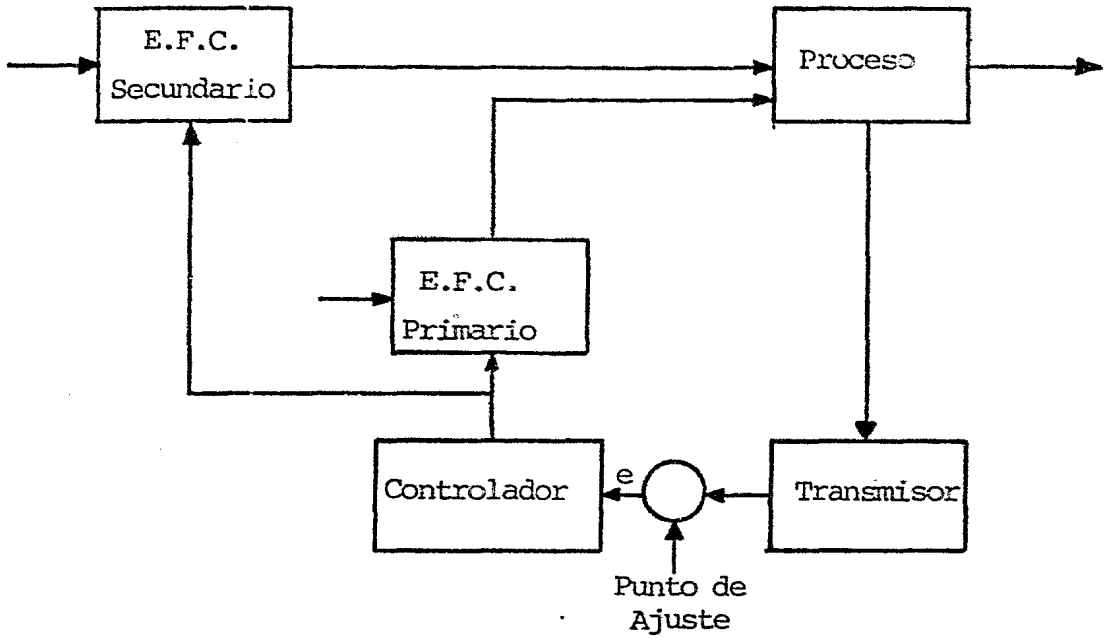 E.F.C.
Secundario
Proceso
E.F.C.
Primario
Controlador
e
Transmisor
Punto de
Ajuste